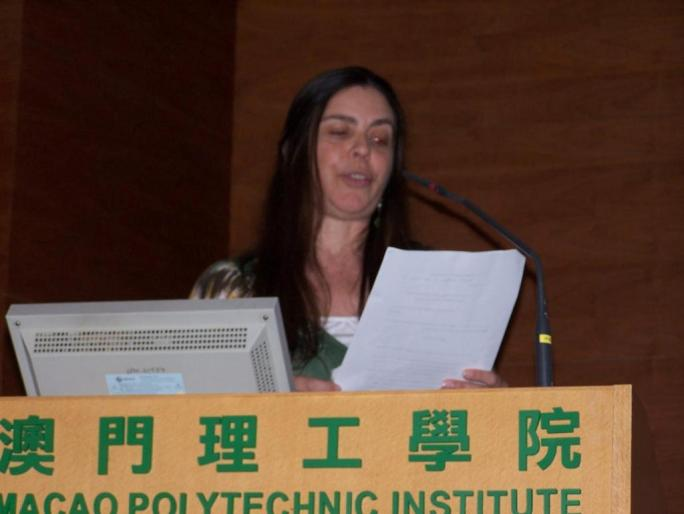 澳門理工學院
MACAO POLYTECHNIC INSTITUTE